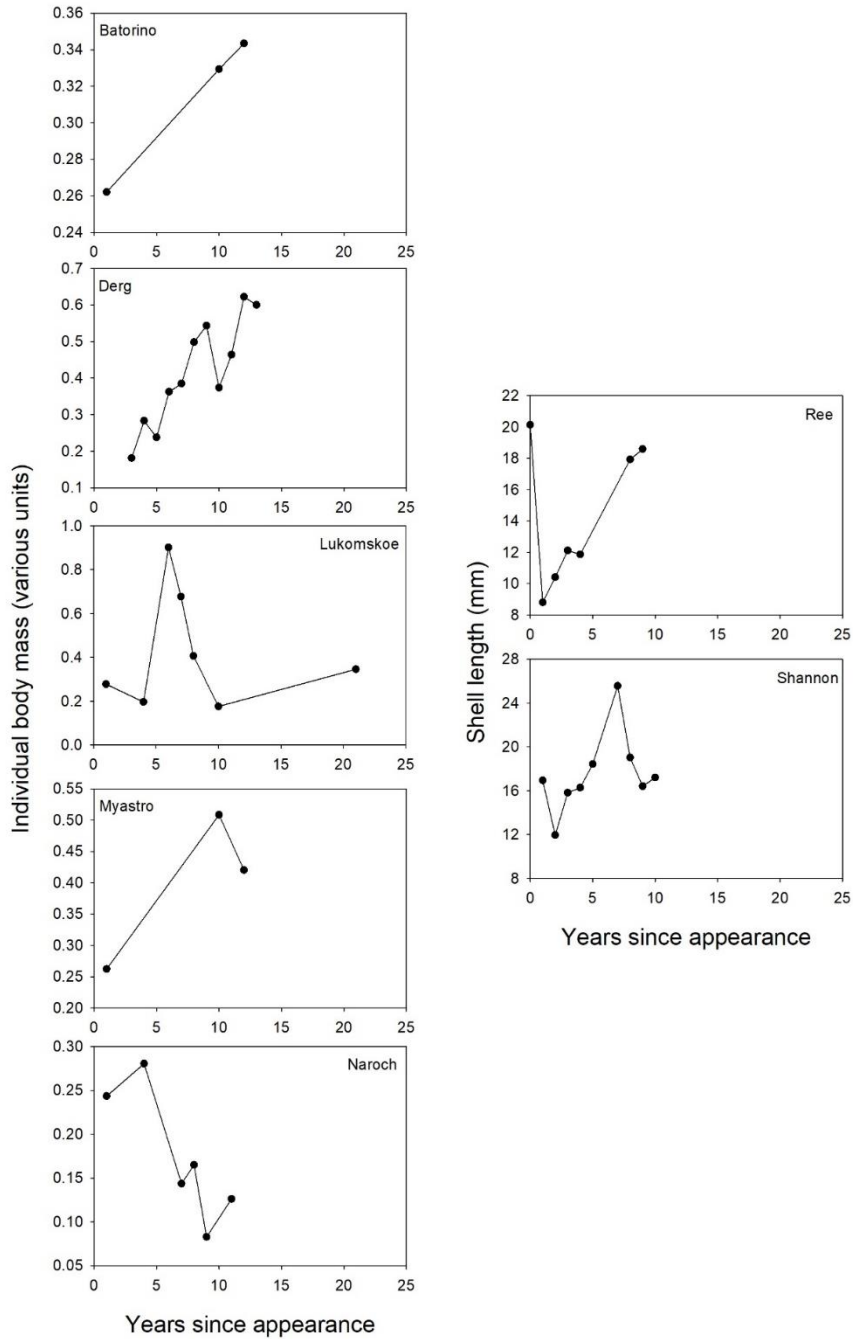 Individual body mass (various units)
0.36
0.34
0.32
0.30
0.28
0.26
0.24
Batorino
0 5 10 15 20 25
0.7
0.6
0.5
0.4
0.3
0.2
0.1
Derg
0 5 10 15 20 25
1.0
0.8
0.6
0.4
0.2
0.0
Lukomskoe
0 5 10 15 20 25
0.55
0.50
0.45
0.40
0.35
0.30
0.25
0.20
Myastro
0 5 10 15 20 25
0.30
0.25
0.20
0.15
0.10
0.05
Naroch
0 5 10 15 20 25
Years since appearance
Shell length (mm)
22
20
18
16
14
12
10
8
Ree
0 5 10 15 20 25
28
24
20
16
12
8
Shannon
0 5 10 15 20 25
Years since appearance